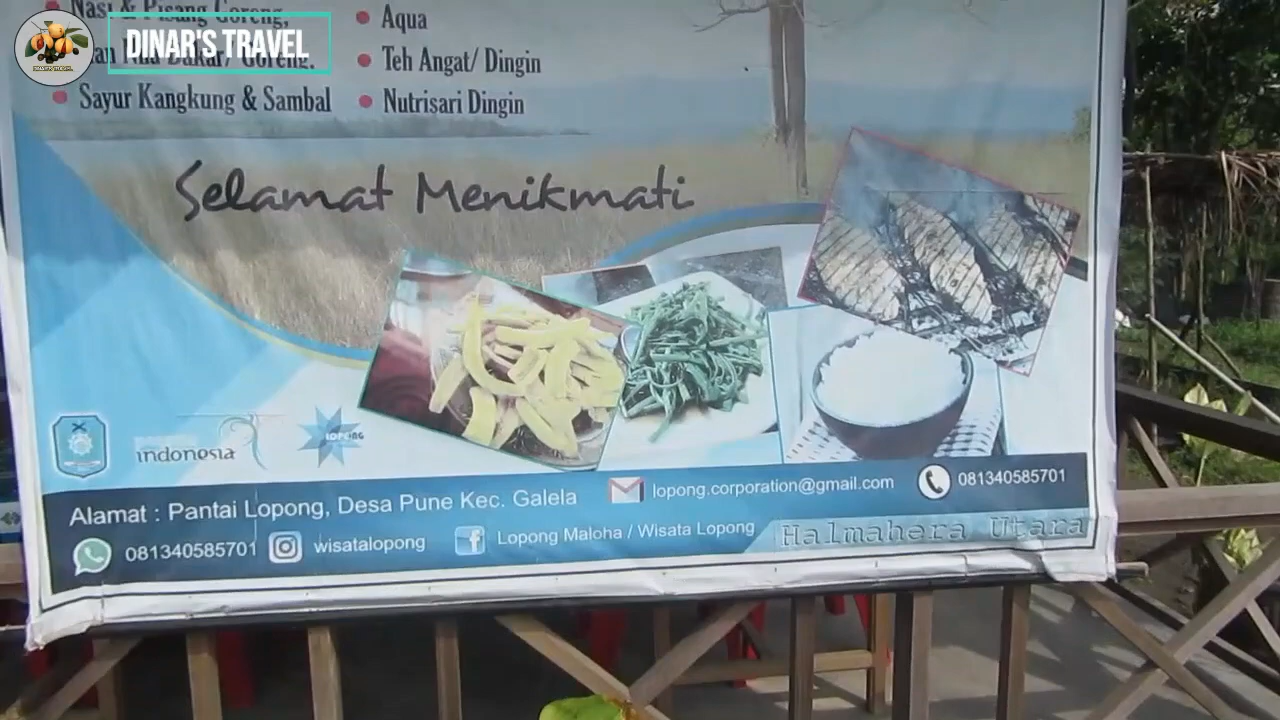 Nasi & Pisang Goreng,
Aqua
DINAR'S TRAVEL
Bakar/ Goreng.
Teh Angat/ Dingin
Sayur Kangkung & Sambal
Nutrisari Dingin
Selamat Menikmati
indonesia
LOPENG
Alamat : Pantai Lopong, Desa Pune Kec. Galela
lopong.corporation@gmail.com
081340585701
081340585701
wisatalopong
Lopong Maloha / Wisata Lopong
Halmahera Utara